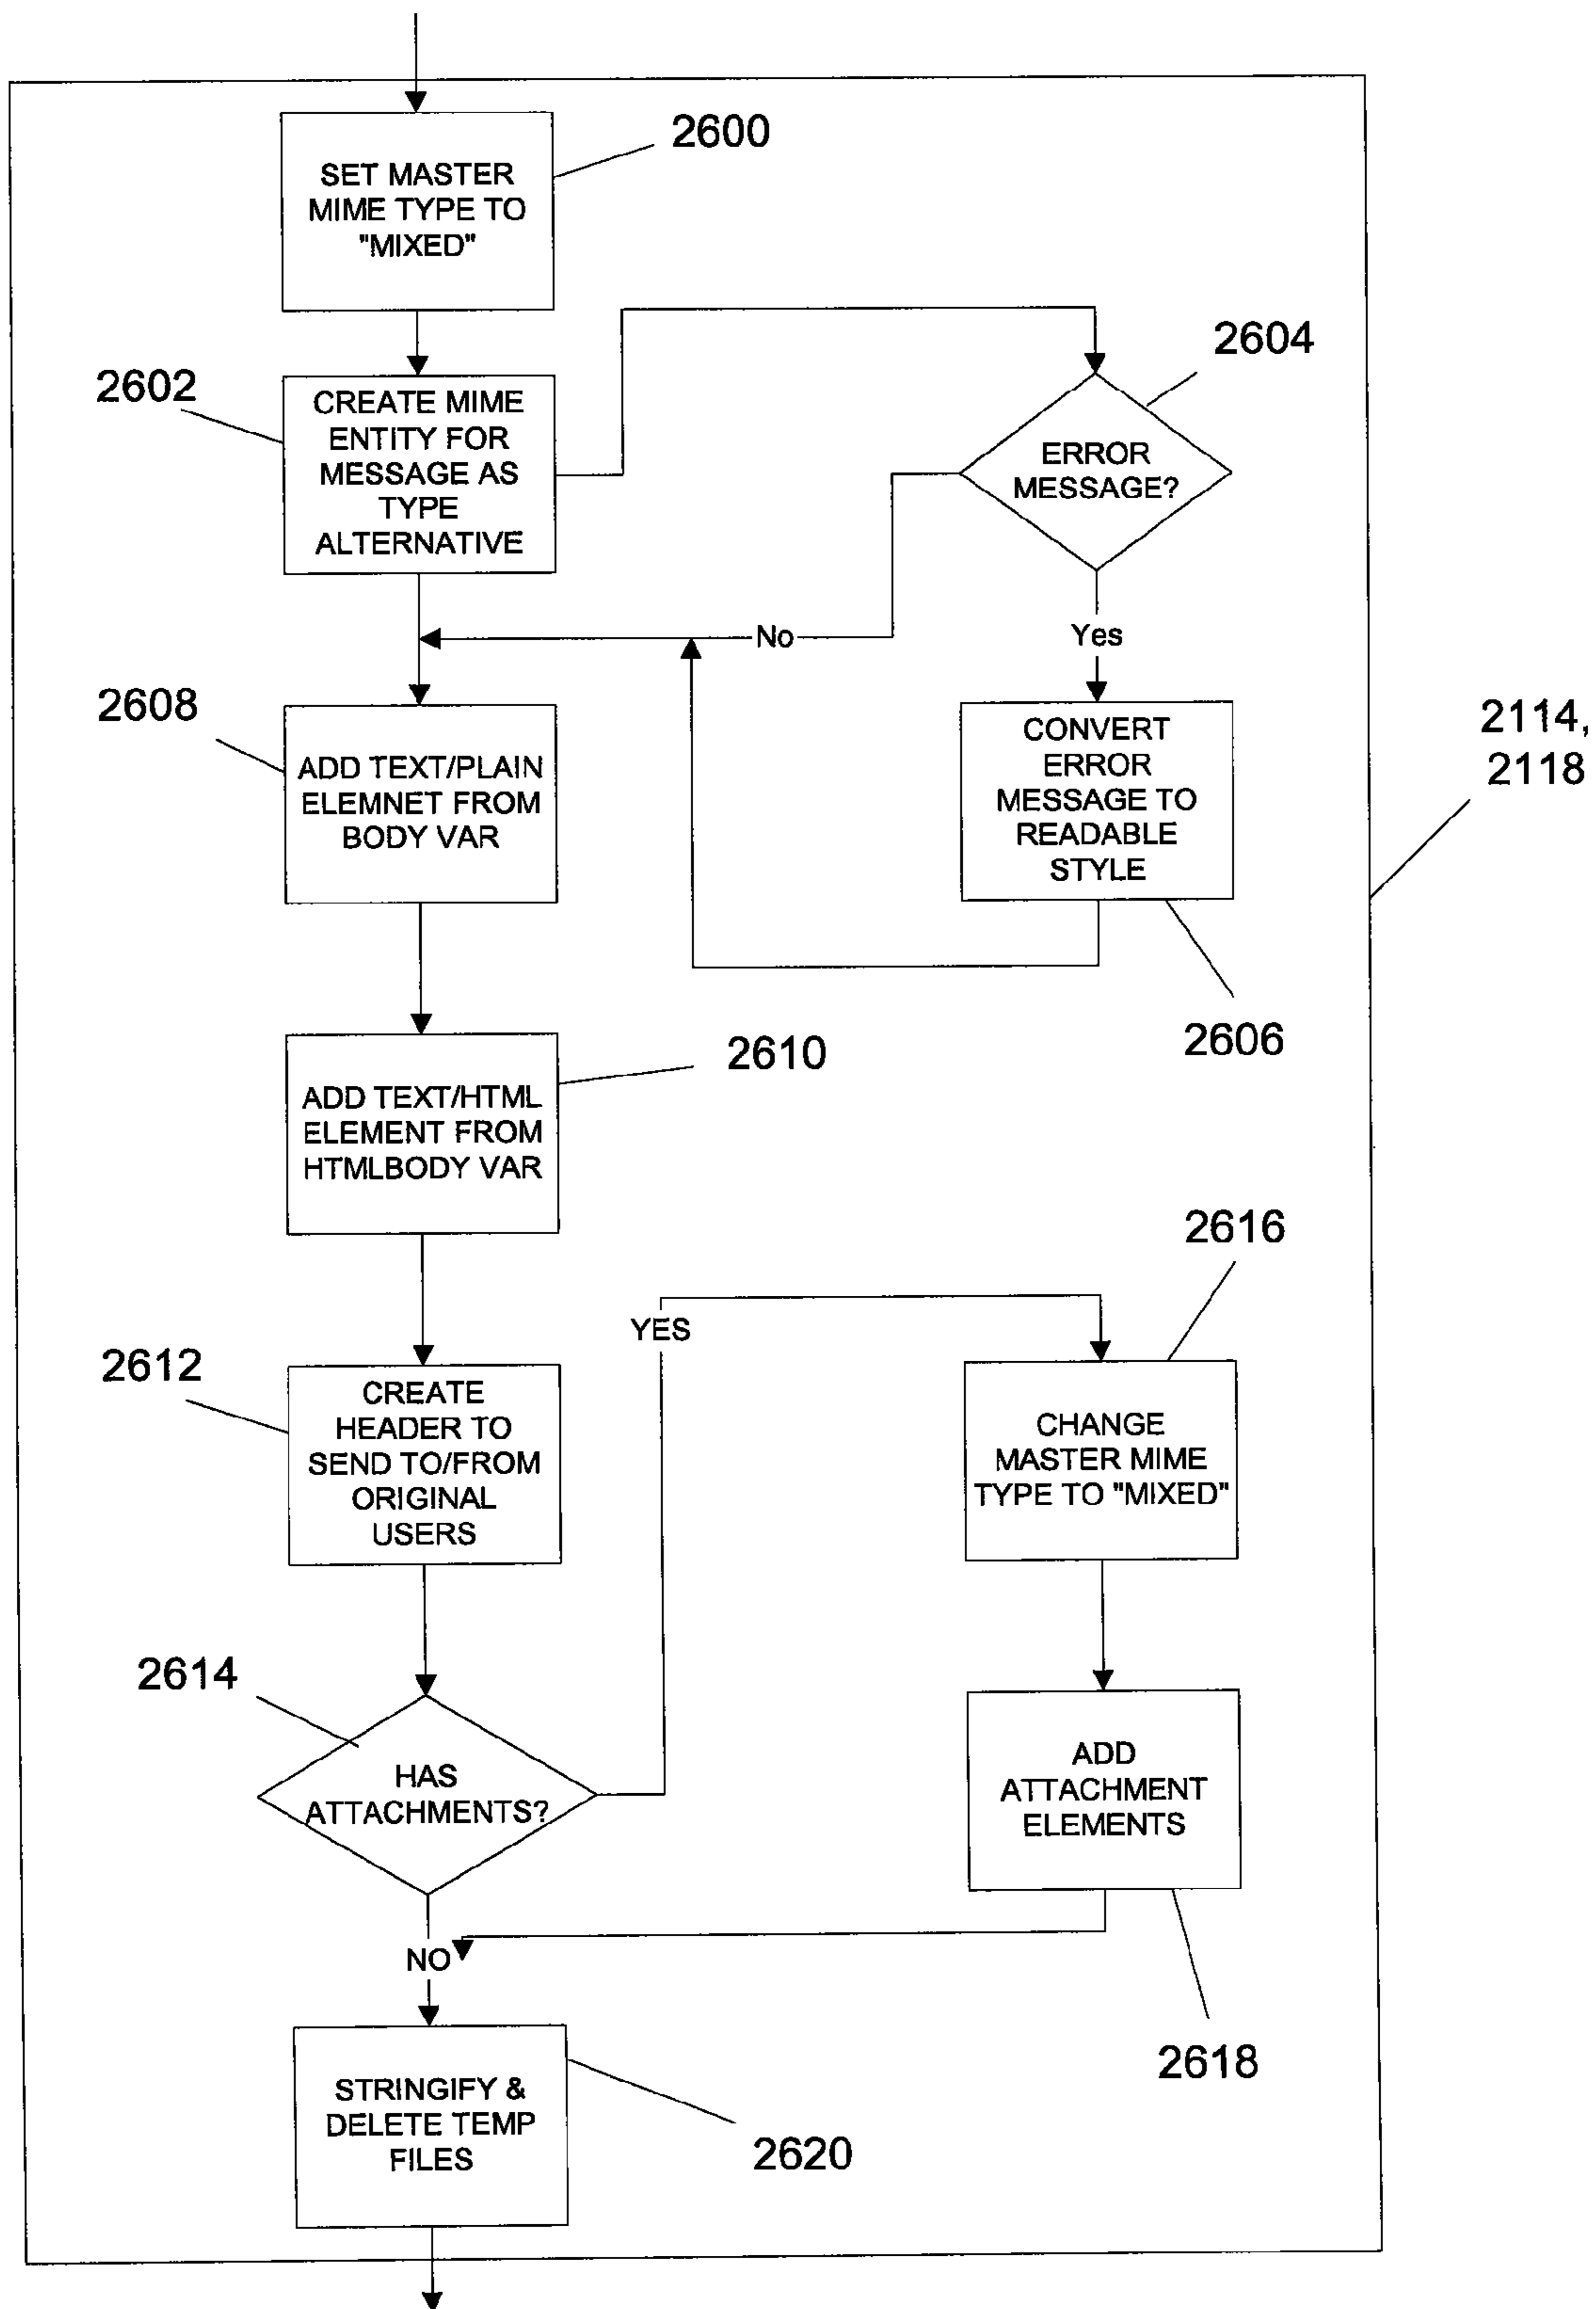 2600
SET MASTER
MIME TYPE TO
"MIXED"
2604
2602
CREATE MIME
ENTITY FOR
MESSAGE AS
TYPE
ALTERNATIVE
ERROR
MESSAGE?
No
Yes
2608
ADD TEXT/PLAIN
ELEMNET FROM
BODY VAR
CONVERT
ERROR
MESSAGE TO
READABLE
STYLE
2114,
2118
2606
2610
ADD TEXT/HTML
ELEMENT FROM
HTMLBODY VAR
2616
YES
2612
CREATE
HEADER TO
SEND TO/FROM
ORIGINAL
USERS
CHANGE
MASTER MIME
TYPE TO "MIXED"
2614
HAS
ATTACHMENTS?
ADD
ATTACHMENT
ELEMENTS
NO
2618
STRINGIFY &
DELETE TEMP
FILES
2620